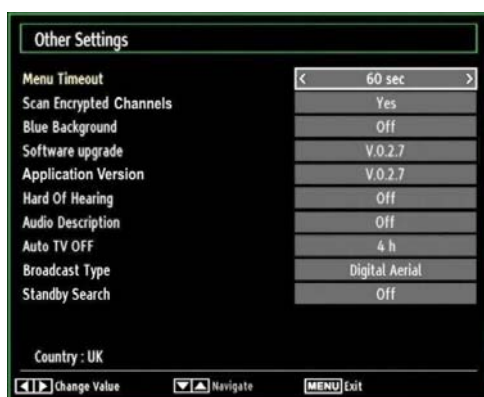 Other Settings
Menu Timeout < 60 sec >
Scan Encrypted Channels Yes
Blue Background Off
Software upgrade V.0.2.7
Application Version V.0.2.7
Hard Of Hearing Off
Audio Description Off
Auto TV OFF 4 h
Broadcast Type Digital Aerial
Standby Search Off
Country : UK
Change Value Navigate MENU Exit